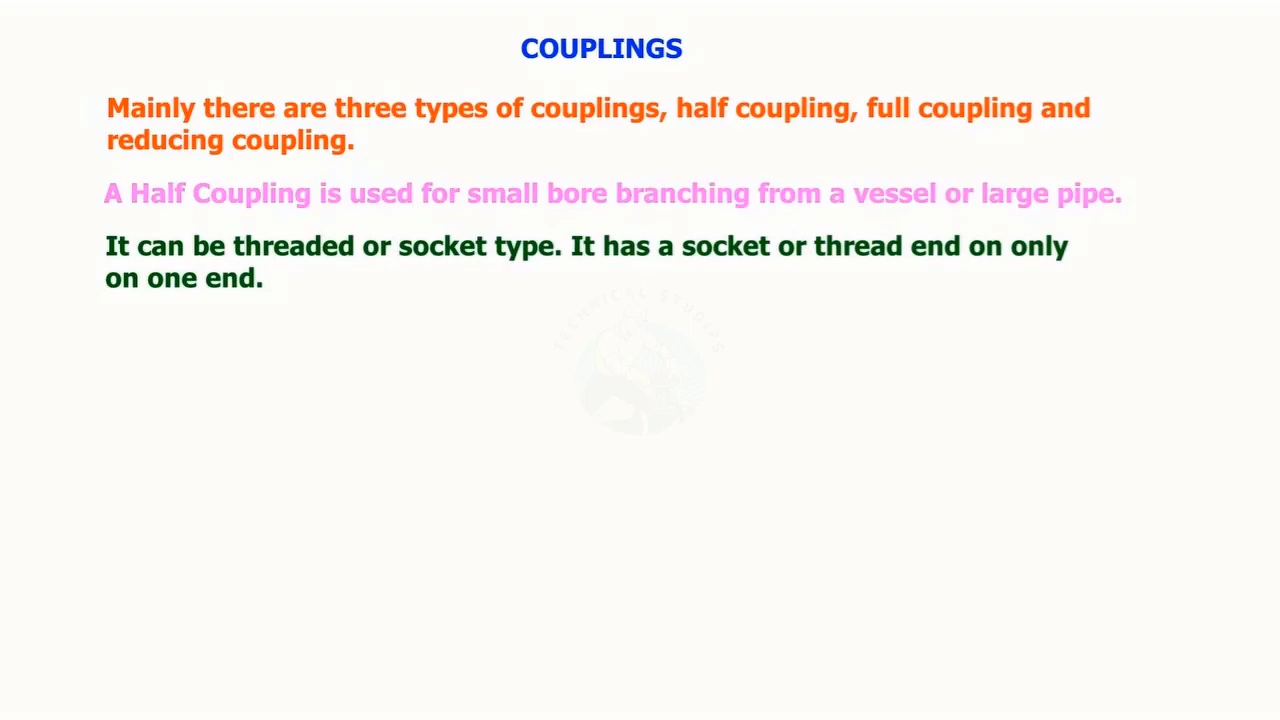 COUPLINGS
Mainly there are three types of couplings, half coupling, full coupling and
reducing coupling.
A Half Coupling is used for small bore branching from a vessel or large pipe.
It can be threaded or socket type. It has a socket or thread end on only
on one end.
TECHNICAL STUDIES